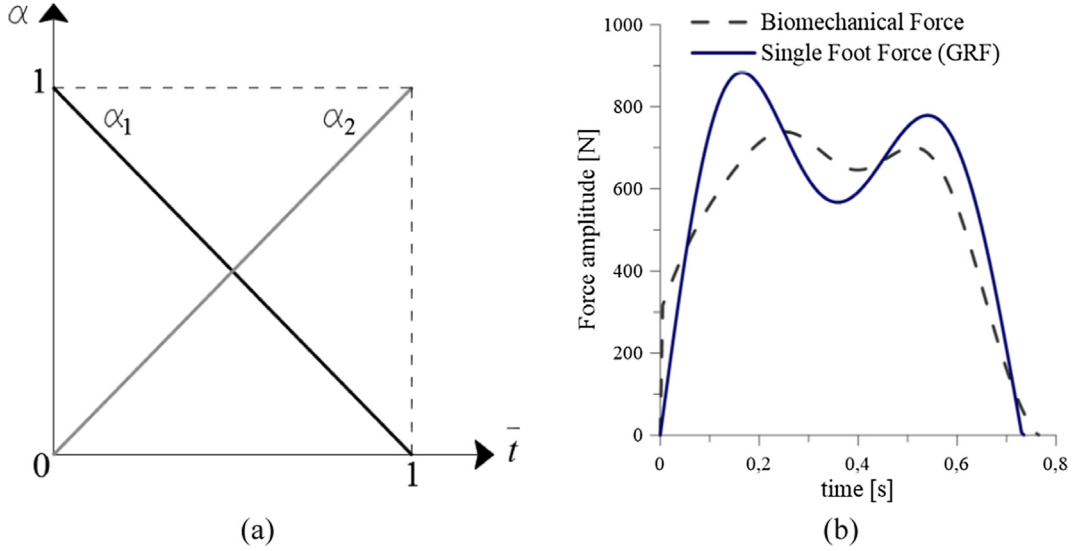 α
1
α1
α2
0
1
t̄
(a)
Biomechanical Force
Single Foot Force (GRF)
Force amplitude [N]
1000
800
600
400
200
0
0
0,2
0,4
0,6
0,8
time [s]
(b)